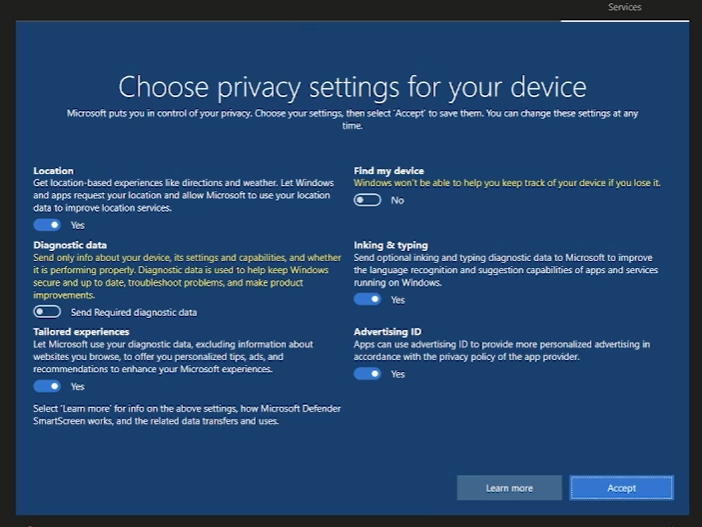 Services
Choose privacy settings for your device
Microsoft puts you in control of your privacy. Choose your settings, then select 'Accept' to save them. You can change these settings at any
time.
Location
Get location-based experiences like directions and weather. Let Windows
and apps request your location and allow Microsoft to use your location
data to improve location services.
Yes
Find my device
Windows won't be able to help you keep track of your device if you lose it.
No
Diagnostic data
Send only info about your device, its settings and capabilities, and whether
it is performing properly. Diagnostic data is used to help keep Windows
secure and up to date, troubleshoot problems, and make product
improvements.
Send Required diagnostic data
Inking & typing
Send optional inking and typing diagnostic data to Microsoft to improve
the language recognition and suggestion capabilities of apps and services
running on Windows.
Yes
Tailored experiences
Let Microsoft use your diagnostic data, excluding information about
websites you browse, to offer you personalized tips, ads, and
recommendations to enhance your Microsoft experiences.
Yes
Advertising ID
Apps can use advertising ID to provide more personalized advertising in
accordance with the privacy policy of the app provider.
Yes
Select 'Learn more' for info on the above settings, how Microsoft Defender
SmartScreen works, and the related data transfers and uses.
Learn more
Accept